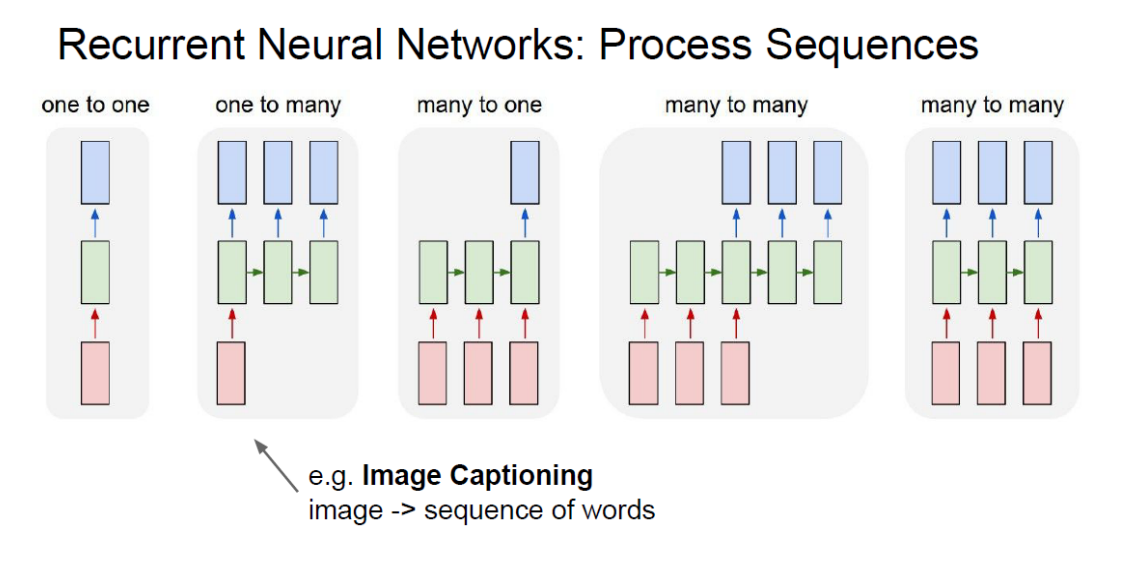 Recurrent Neural Networks: Process Sequences
one to one
one to many
many to one
many to many
many to many
e.g. Image Captioning
image -> sequence of words